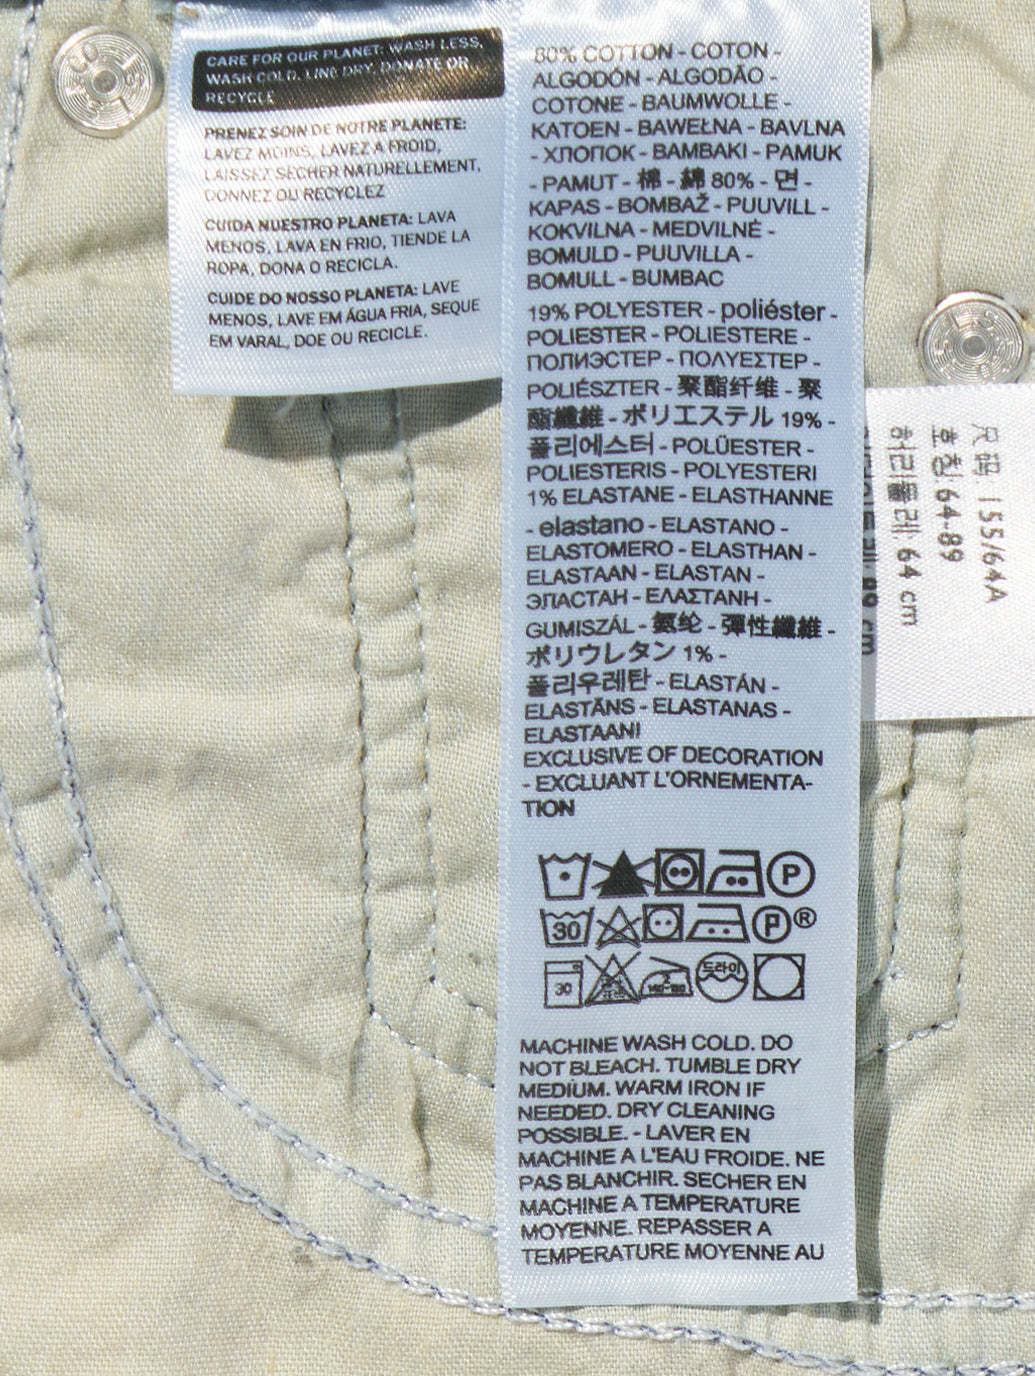 CARE FOR OUR PLANET: WASH LESS,
WASH COLD, LINE DRY, DONATE OR
RECYCLE
PRENEZ SOIN DE NOTRE PLANETE:
LAVEZ MOINS, LAVEZ A FROID,
LAISSEZ SECHER NATURELLEMENT,
DONNEZ OU RECYCLEZ
CUIDA NUESTRO PLANETA: LAVA
MENOS, LAVA EN FRIO, TIENDE LA
ROPA, DONA O RECICLA.
CUIDE DO NOSSO PLANETA: LAVE
MENOS, LAVE EM ÁGUA FRIA, SEQUE
EM VARAL, DOE OU RECICLE.
80% COTTON - COTON -
ALGODÓN - ALGODÃO -
COTONE - BAUMWOLLE -
KATOEN - BAWEŁNA - BAVLNA
- ХЛОПОК - BAMBAKI - PAMUK
- PAMUT - 棉 - 綿 80% - 면 -
KAPAS - BOMBAŽ - PUUVILL -
KOKVILNA - MEDVILNĖ -
BOMULD - PUUVILLA -
BOMULL - BUMBAC
19% POLYESTER - poliéster -
POLIESTER - POLIESTERE -
ПОЛИЭСТЕР - ΠΟΛΥΕΣΤΕΡ -
POLIÉSZTER - 聚酯纤维 - 聚
酯纖維 - ポリエステル 19% -
폴리에스터 - POLÜESTER -
POLIESTERIS - POLYESTERI
1% ELASTANE - ELASTHANNE
- elastano - ELASTANO -
ELASTOMERO - ELASTHAN -
ELASTAAN - ELASTAN -
ЭЛАСТАН - ΕΛΑΣΤΑΝΗ -
GUMISZÁL - 氨纶 - 彈性纖維 -
ポリウレタン 1% -
폴리우레탄 - ELASTÁN -
ELASTĀNS - ELASTANAS -
ELASTAANI
EXCLUSIVE OF DECORATION
- EXCLUANT L'ORNEMENTA-
TION
P
30 P ®
30 드라이
MACHINE WASH COLD. DO
NOT BLEACH. TUMBLE DRY
MEDIUM. WARM IRON IF
NEEDED. DRY CLEANING
POSSIBLE. - LAVER EN
MACHINE A L'EAU FROIDE. NE
PAS BLANCHIR. SECHER EN
MACHINE A TEMPERATURE
MOYENNE. REPASSER A
TEMPERATURE MOYENNE AU
尺码. 155/64A
호칭 64-89
허리둘레. 64 cm